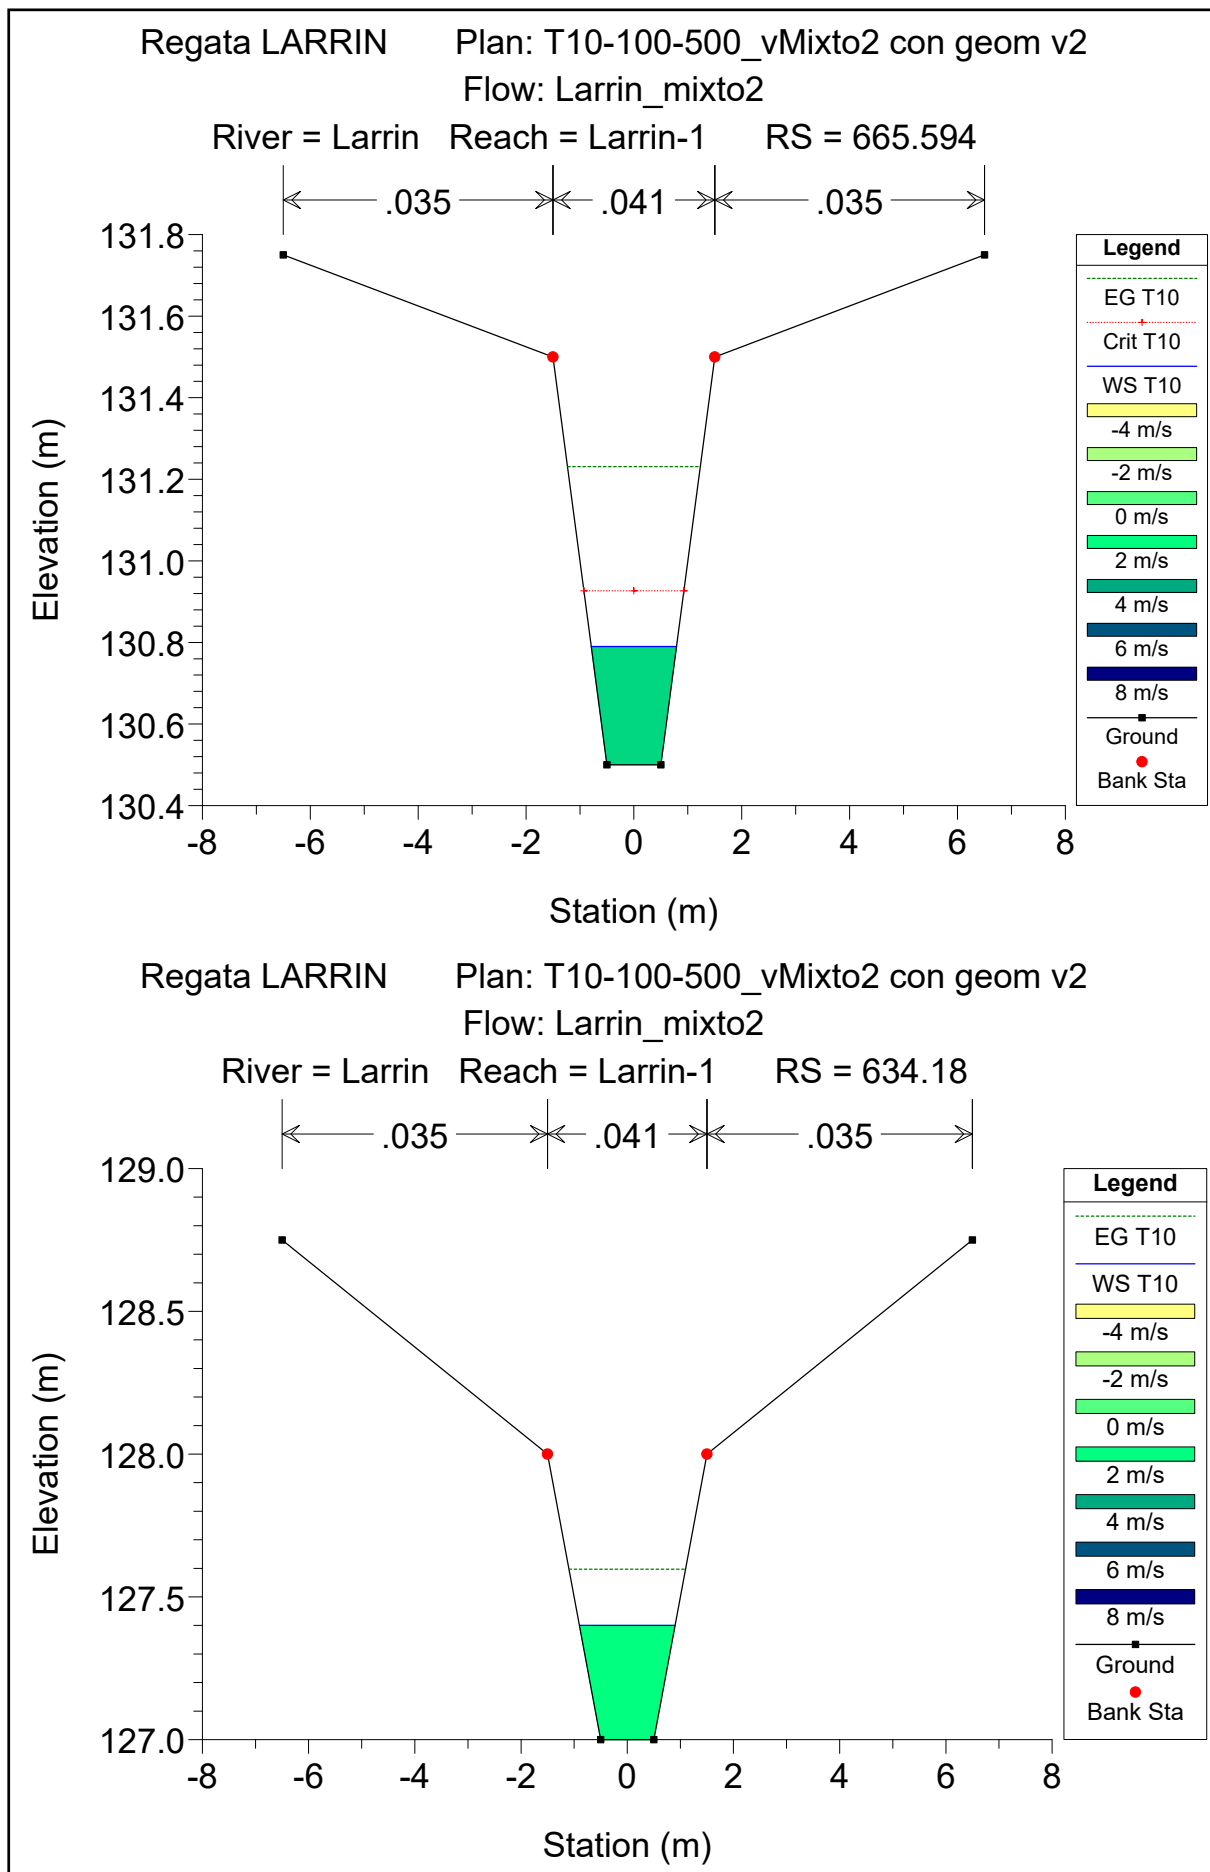 Regata LARRIN Plan: T10-100-500_vMixto2 con geom v2
Flow: Larrin_mixto2
River = Larrin Reach = Larrin-1 RS = 665.594
.035 .041 .035
131.8
131.6
131.4
131.2
131.0
130.8
130.6
130.4
Elevation (m)
-8 -6 -4 -2 0 2 4 6 8
Station (m)
Legend
EG T10
Crit T10
WS T10
-4 m/s
-2 m/s
0 m/s
2 m/s
4 m/s
6 m/s
8 m/s
Ground
Bank Sta
Regata LARRIN Plan: T10-100-500_vMixto2 con geom v2
Flow: Larrin_mixto2
River = Larrin Reach = Larrin-1 RS = 634.18
.035 .041 .035
129.0
128.5
128.0
127.5
127.0
Elevation (m)
-8 -6 -4 -2 0 2 4 6 8
Station (m)
Legend
EG T10
WS T10
-4 m/s
-2 m/s
0 m/s
2 m/s
4 m/s
6 m/s
8 m/s
Ground
Bank Sta